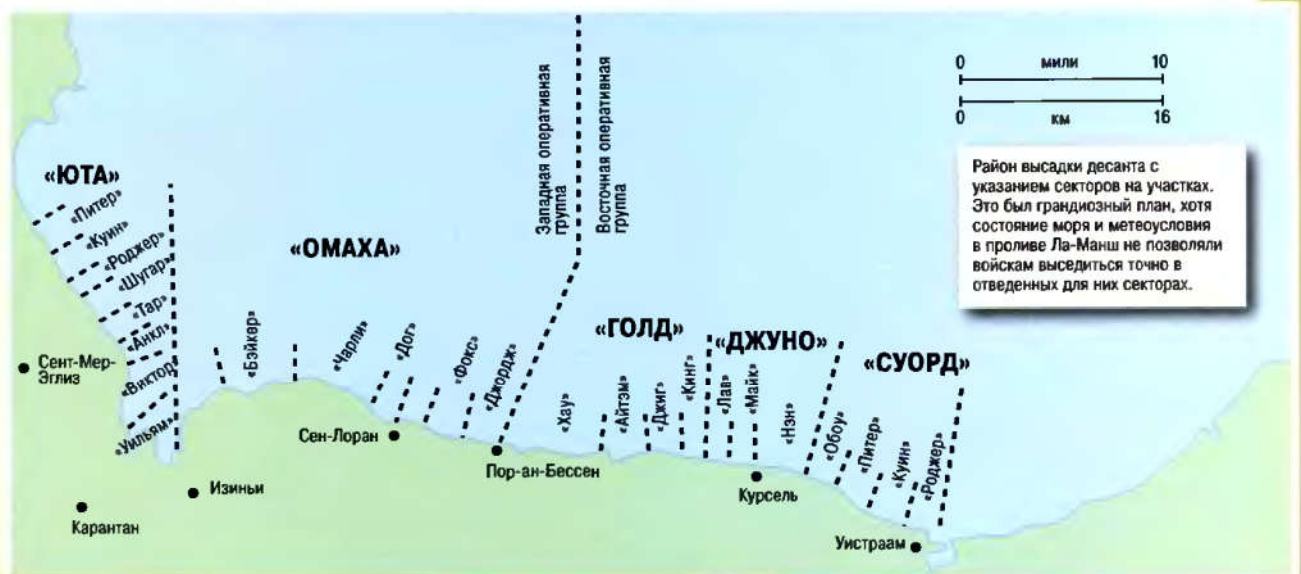 «ЮТА»
«Питер»
«Куин»
«Роджер»
«Шугар»
«Тар»
«Анкл»
«Виктор»
«Уильям»
«ОМАХА»
«Бэйкер»
«Чарли»
«Дог»
«Фокс»
«Джордж»
Западная оперативная
группа
Восточная оперативная
группа
«ГОЛД»
«Хау»
«Айтэм»
«Джиг»
«Кинг»
«ДЖУНО»
«Лав»
«Майк»
«Нэн»
«СУОРД»
«Обоу»
«Питер»
«Куин»
«Роджер»
Сент-Мер-
Эглиз
Карантан
Изиньи
Сен-Лоран
Пор-ан-Бессен
Курсель
Уистраам
0 мили 10
0 км 16
Район высадки десанта с
указанием секторов на участках.
Это был грандиозный план, хотя
состояние моря и метеоусловия
в проливе Ла-Манш не позволяли
войскам выседиться точно в
отведенных для них секторах.